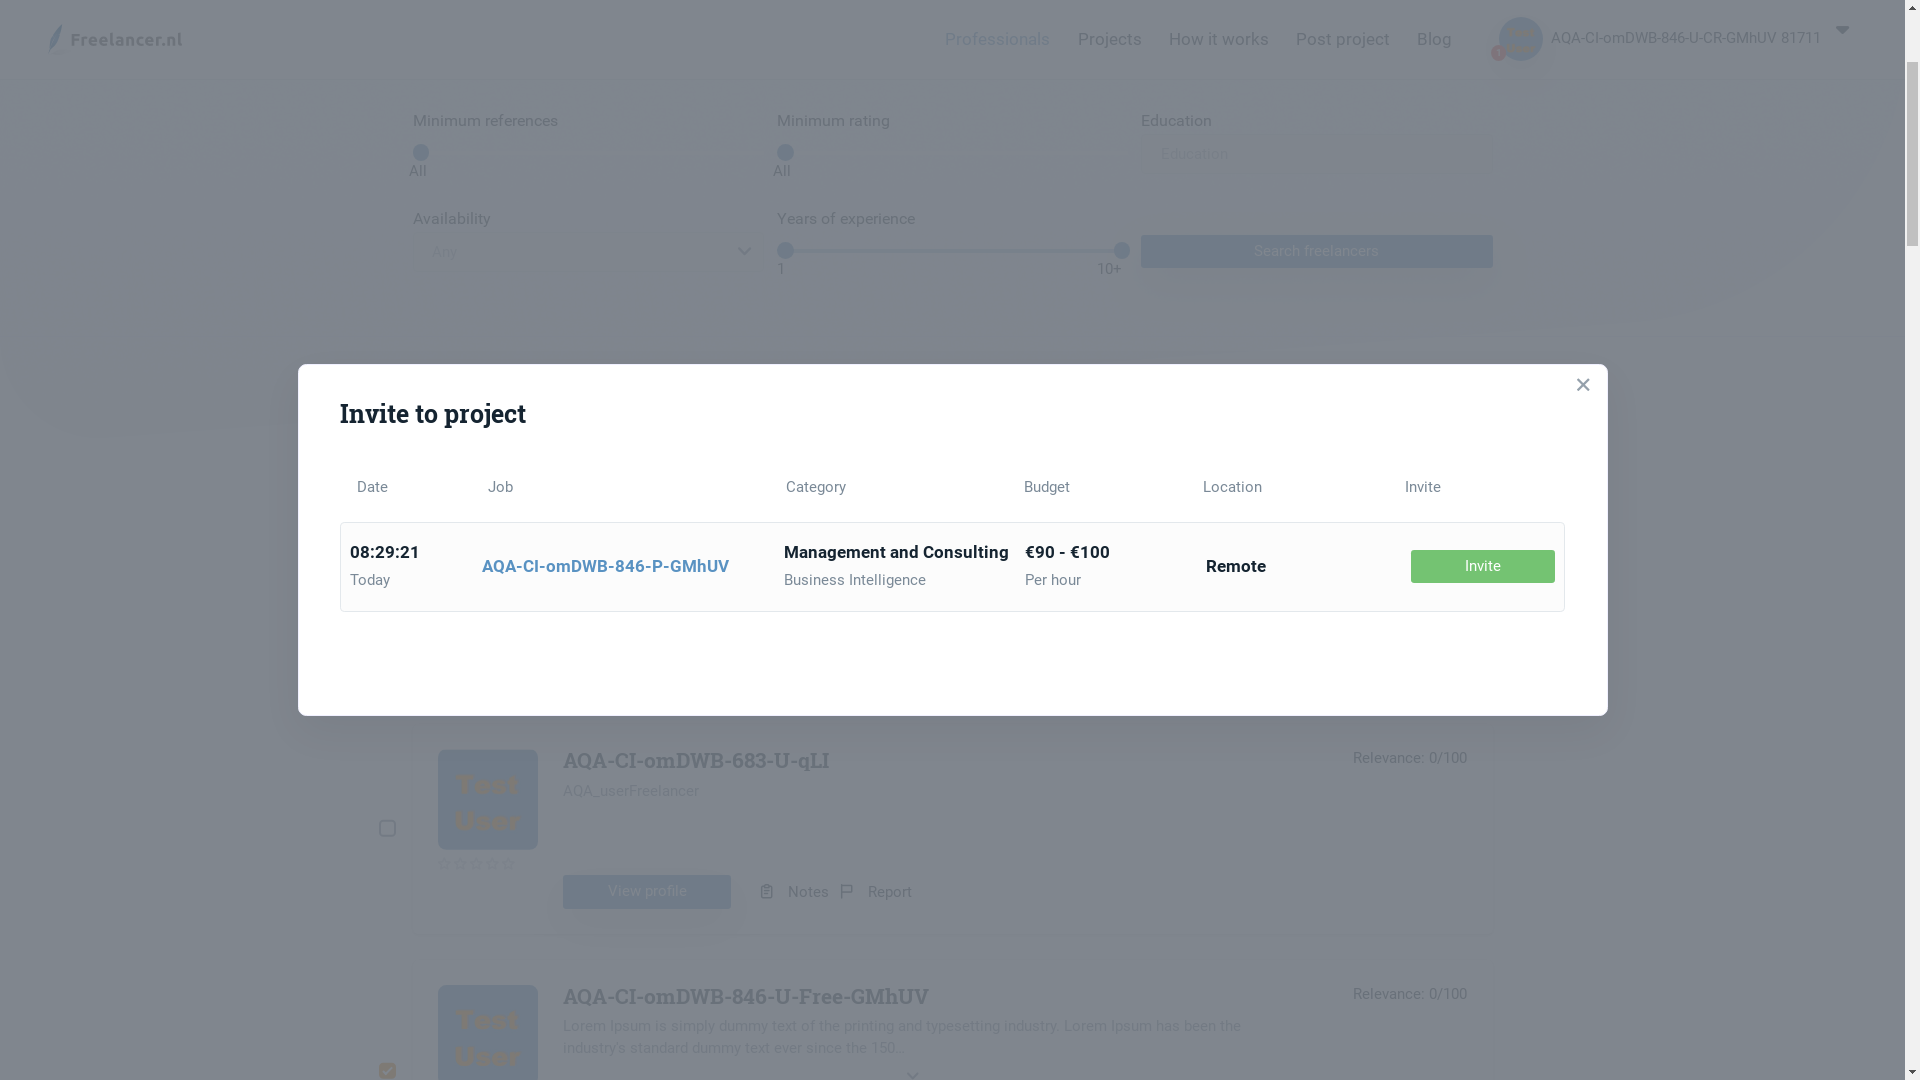 Freelancer.nl
Professionals Projects How it works Post project Blog AQA-CI-omDWB-846-U-CR-GMhUV 81711
Minimum references Minimum rating Education
Education
All All
Availability Years of experience
Any Search freelancers
1 10+
Invite to project
Date Job Category Budget Location Invite
08:29:21 Management and Consulting €90 - €100
AQA-CI-omDWB-846-P-GMhUV Remote Invite
Today Business Intelligence Per hour
AQA-CI-omDWB-683-U-qLI Relevance: 0/100
AQA_userFreelancer
Test
User
View profile Notes Report
AQA-CI-omDWB-846-U-Free-GMhUV Relevance: 0/100
Lorem Ipsum is simply dummy text of the printing and typesetting industry. Lorem Ipsum has been the
industry's standard dummy text ever since the 150...
Test
User